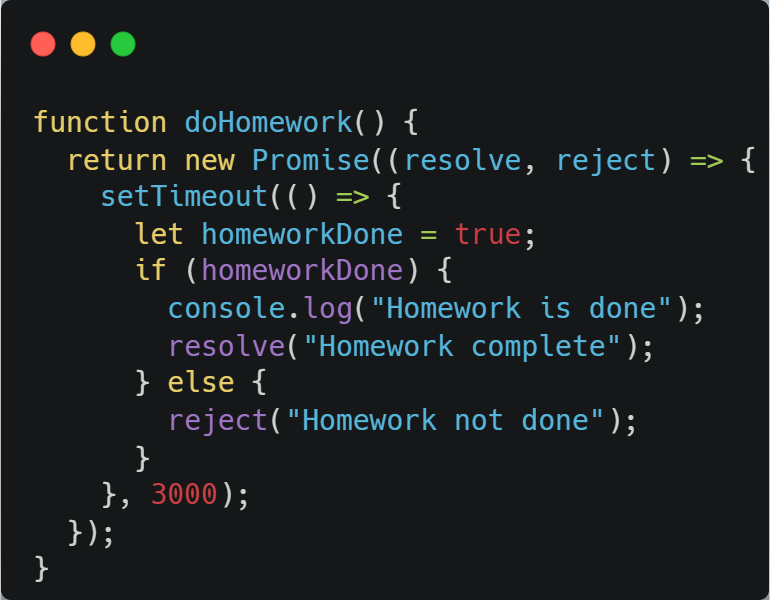 function doHomework() {
  return new Promise((resolve, reject) => {
    setTimeout(() => {
      let homeworkDone = true;
      if (homeworkDone) {
        console.log("Homework is done");
        resolve("Homework complete");
      } else {
        reject("Homework not done");
      }
    }, 3000);
  });
}